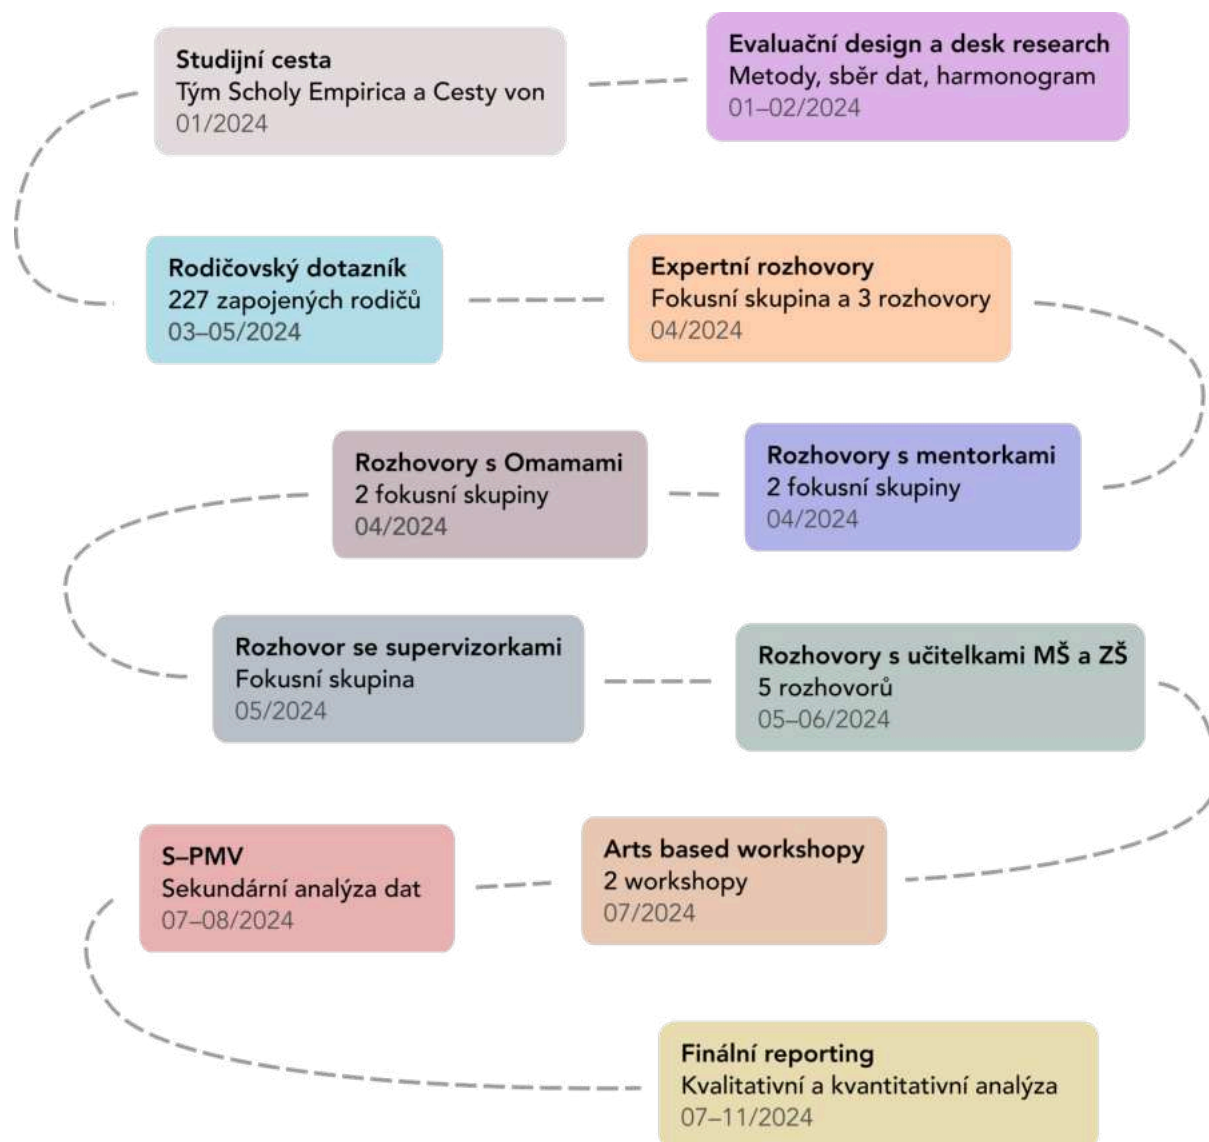 Studijní cesta
Tým Scholy Empirica a Cesty von
01/2024
Evaluační design a desk research
Metody, sběr dat, harmonogram
01–02/2024
Rodičovský dotazník
227 zapojených rodičů
03–05/2024
Expertní rozhovory
Fokusní skupina a 3 rozhovory
04/2024
Rozhovory s Omamami
2 fokusní skupiny
04/2024
Rozhovory s mentorkami
2 fokusní skupiny
04/2024
Rozhovor se supervizorkami
Fokusní skupina
05/2024
Rozhovory s učitelkami MŠ a ZŠ
5 rozhovorů
05–06/2024
S–PMV
Sekundární analýza dat
07–08/2024
Arts based workshopy
2 workshopy
07/2024
Finální reporting
Kvalitativní a kvantitativní analýza
07–11/2024